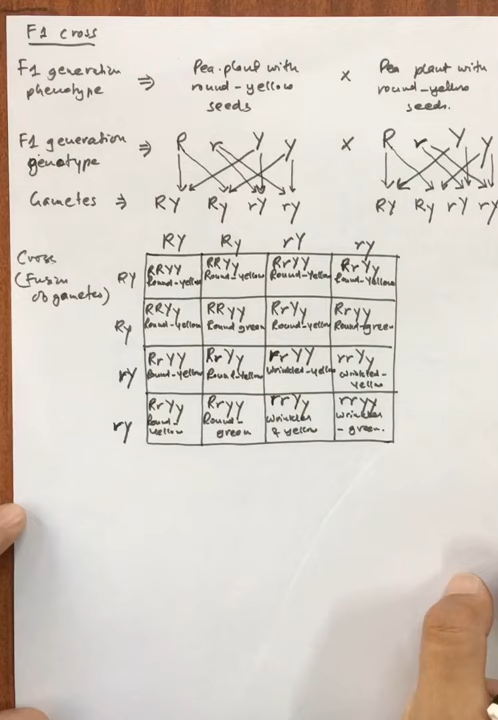 F1 cross
F1 generation ⇒ Pea plant with × Pea plant with
phenotype round-yellow round-yellow
seeds seeds.
F1 generation ⇒ R r Y y × R r Y y
genotype
Gametes ⇒ RY Ry rY ry RY Ry rY ry
RY Ry rY ry
Cross
(fusion
of gametes)
RY RRYY RRYy RrYY RrYy
Round-yellow Round-yellow Round-yellow Round-yellow
Ry RRYy RRyy RrYy Rryy
Round-yellow Round green Round-yellow Round-green
rY RrYY RrYy rrYY rrYy
Round-yellow Round-yellow Wrinkled-yellow wrinkled-
yellow
ry RrYy Rryy rrYy rryy
Round- Round- wrinkled wrinkled
yellow green & yellow - green.